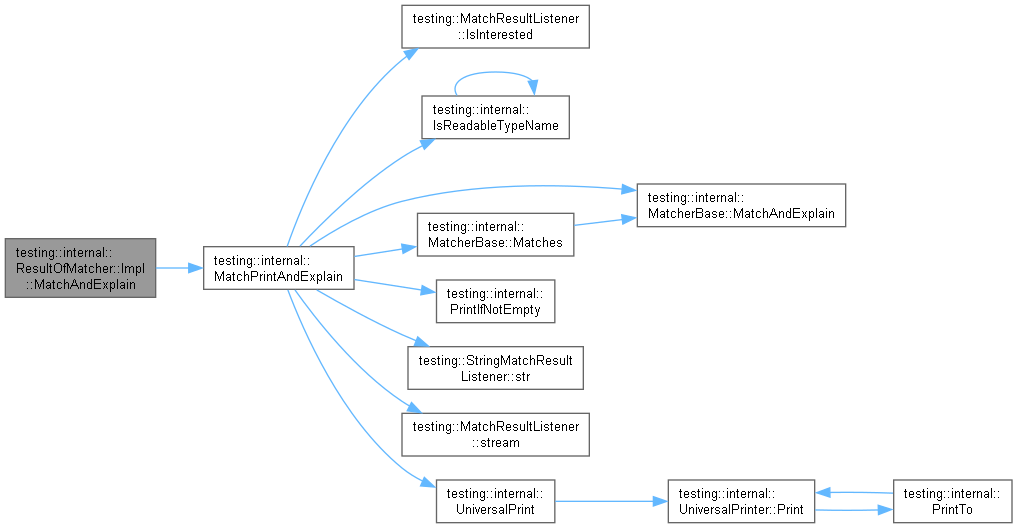 testing::internal::
ResultOfMatcher::Impl
::MatchAndExplain
testing::internal::
MatchPrintAndExplain
testing::MatchResultListener
::IsInterested
testing::internal::
IsReadableTypeName
testing::internal::
MatcherBase::MatchAndExplain
testing::internal::
MatcherBase::Matches
testing::internal::
PrintIfNotEmpty
testing::StringMatchResult
Listener::str
testing::MatchResultListener
::stream
testing::internal::
UniversalPrint
testing::internal::
UniversalPrinter::Print
testing::internal::
PrintTo